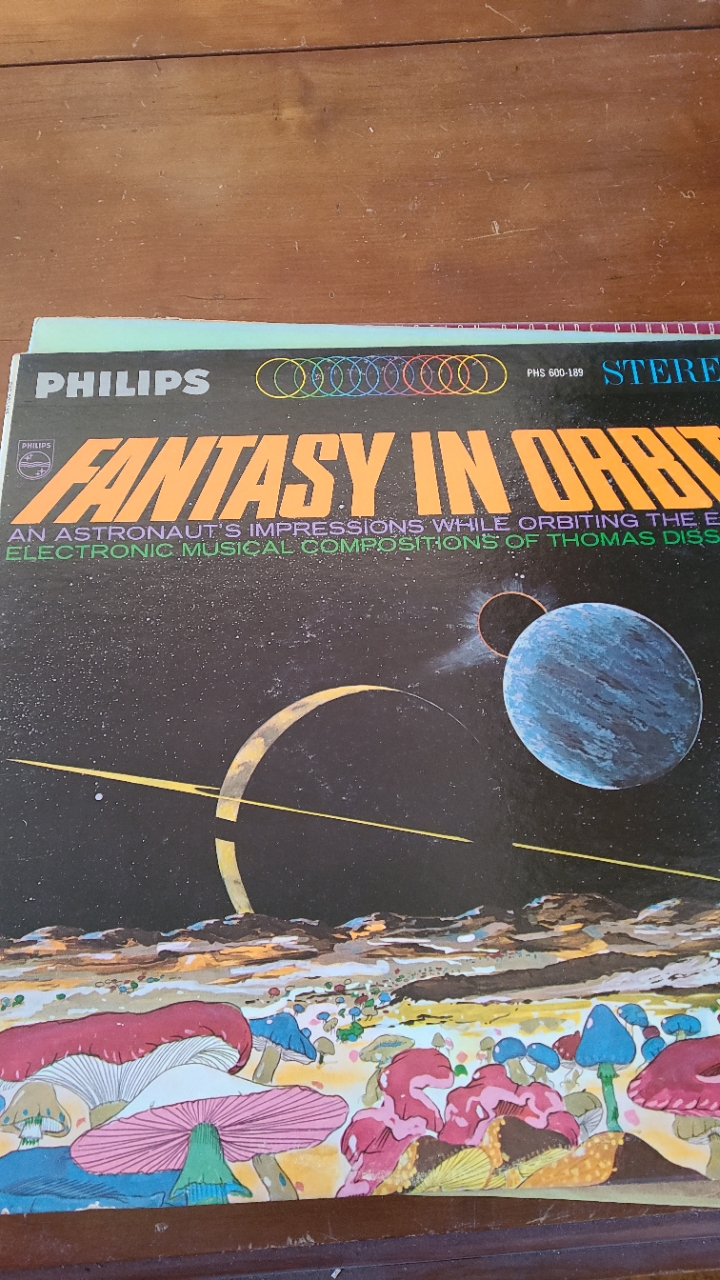 PHILIPS
PHS 600-189
STERE
PHILIPS
FANTASY IN ORBIT
AN ASTRONAUT'S IMPRESSIONS WHILE ORBITING THE E
ELECTRONIC MUSICAL COMPOSITIONS OF THOMAS DISS